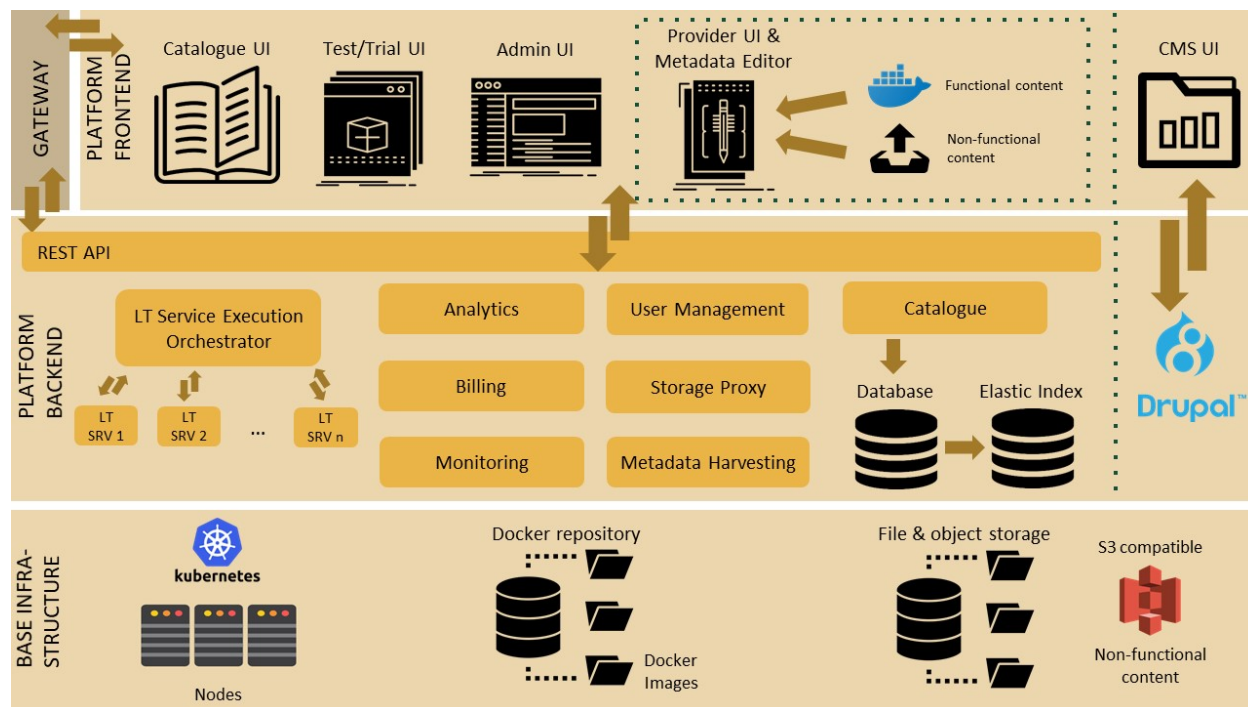 GATEWAY
PLATFORM
FRONTEND
Catalogue UI
Test/Trial UI
Admin UI
Provider UI &
Metadata Editor
Functional content
Non-functional
content
CMS UI
PLATFORM
BACKEND
REST API
LT Service Execution
Orchestrator
LT
SRV 1
LT
SRV 2
...
LT
SRV n
Analytics
User Management
Catalogue
Billing
Storage Proxy
Monitoring
Metadata Harvesting
Database
Elastic Index
Drupal™
BASE INFRA-
STRUCTURE
kubernetes
Nodes
Docker repository
Docker
Images
File & object storage
S3 compatible
Non-functional
content